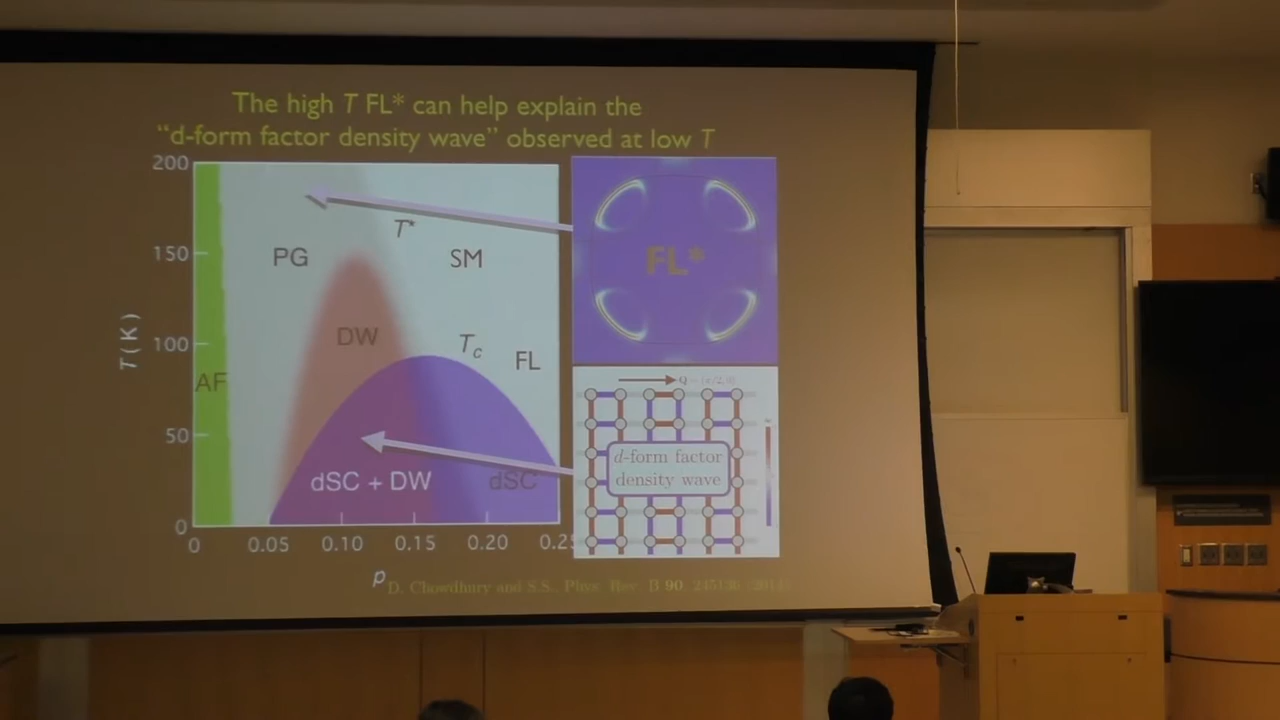 The high T FL* can help explain the
"d-form factor density wave" observed at low T
200
150
100
50
0
T(K)
T*
PG
SM
DW
Tc
FL
AF
dSC + DW
dSC
0
0.05
0.10
0.15
0.20
0.25
p
FL*
d-form factor
density wave
D. Chowdhury and S.S., Phys. Rev. B 90